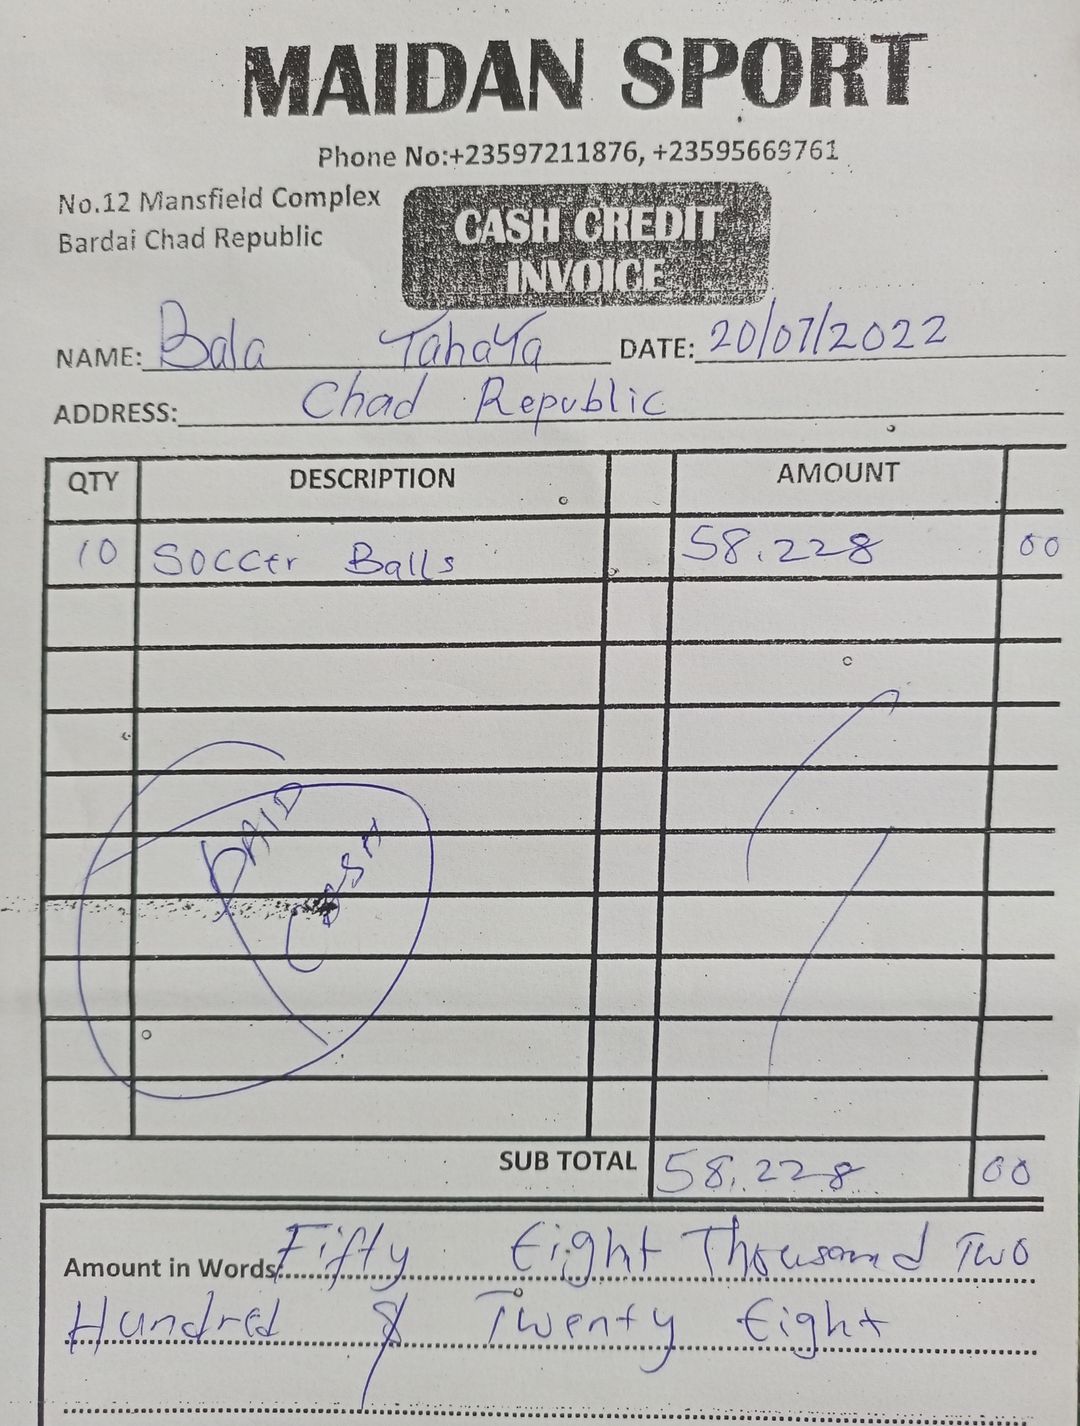 MAIDAN SPORT
Phone No:+23597211876, +23595669761
No.12 Mansfield Complex
Bardai Chad Republic
CASH CREDIT
INVOICE
NAME: Bala Yahaya DATE: 20/07/2022
ADDRESS: Chad Republic
QTY DESCRIPTION AMOUNT
10 Soccer Balls 58.228 00
PAID
CASH
SUB TOTAL 58,228 00
Amount in Words: Fifty Eight Thousand Two
Hundred & Twenty Eight